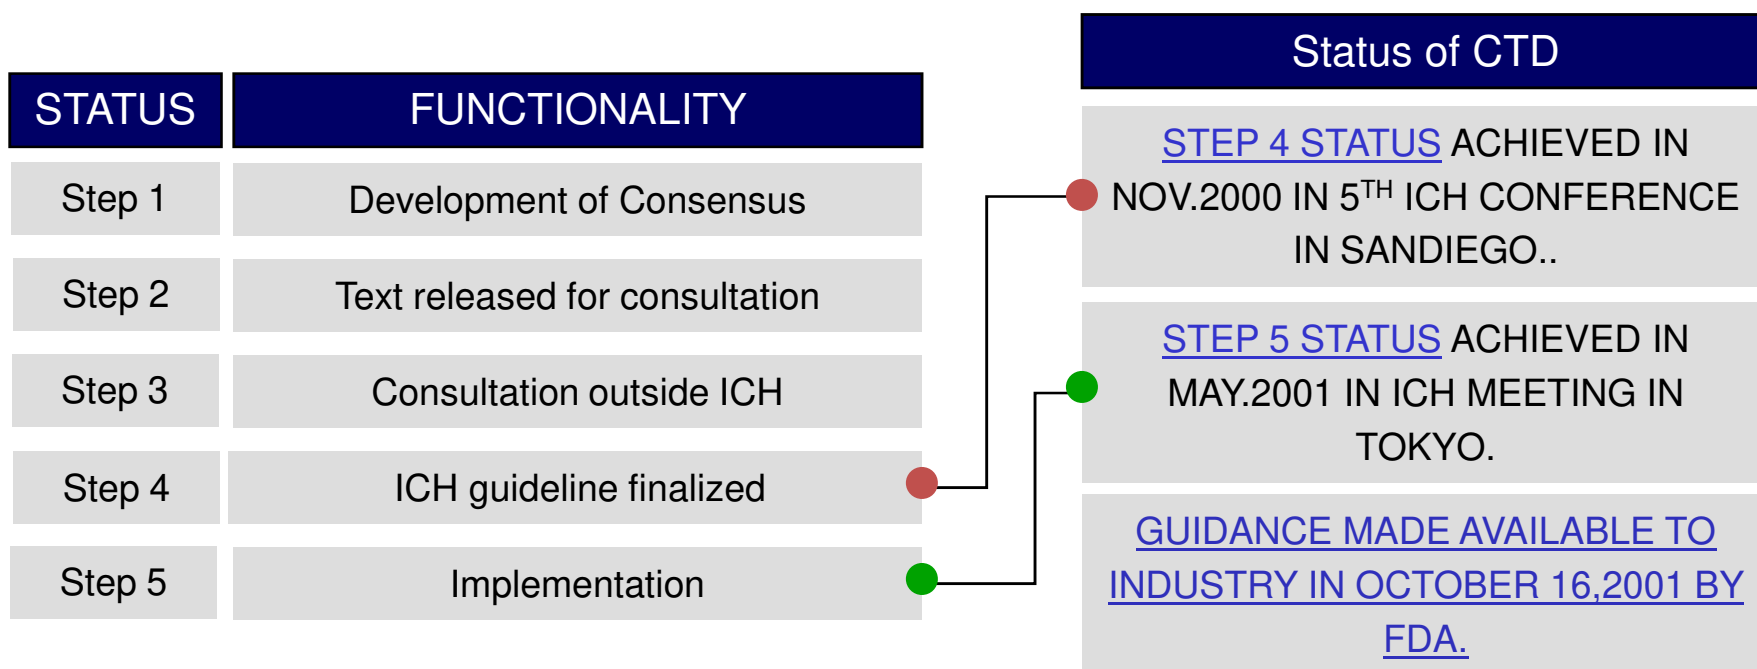 STATUS FUNCTIONALITY
Step 1 Development of Consensus
Step 2 Text released for consultation
Step 3 Consultation outside ICH
Step 4 ICH guideline finalized
Step 5 Implementation
Status of CTD
STEP 4 STATUS ACHIEVED IN
NOV.2000 IN 5TH ICH CONFERENCE
IN SANDIEGO..
STEP 5 STATUS ACHIEVED IN
MAY.2001 IN ICH MEETING IN
TOKYO.
GUIDANCE MADE AVAILABLE TO
INDUSTRY IN OCTOBER 16,2001 BY
FDA.